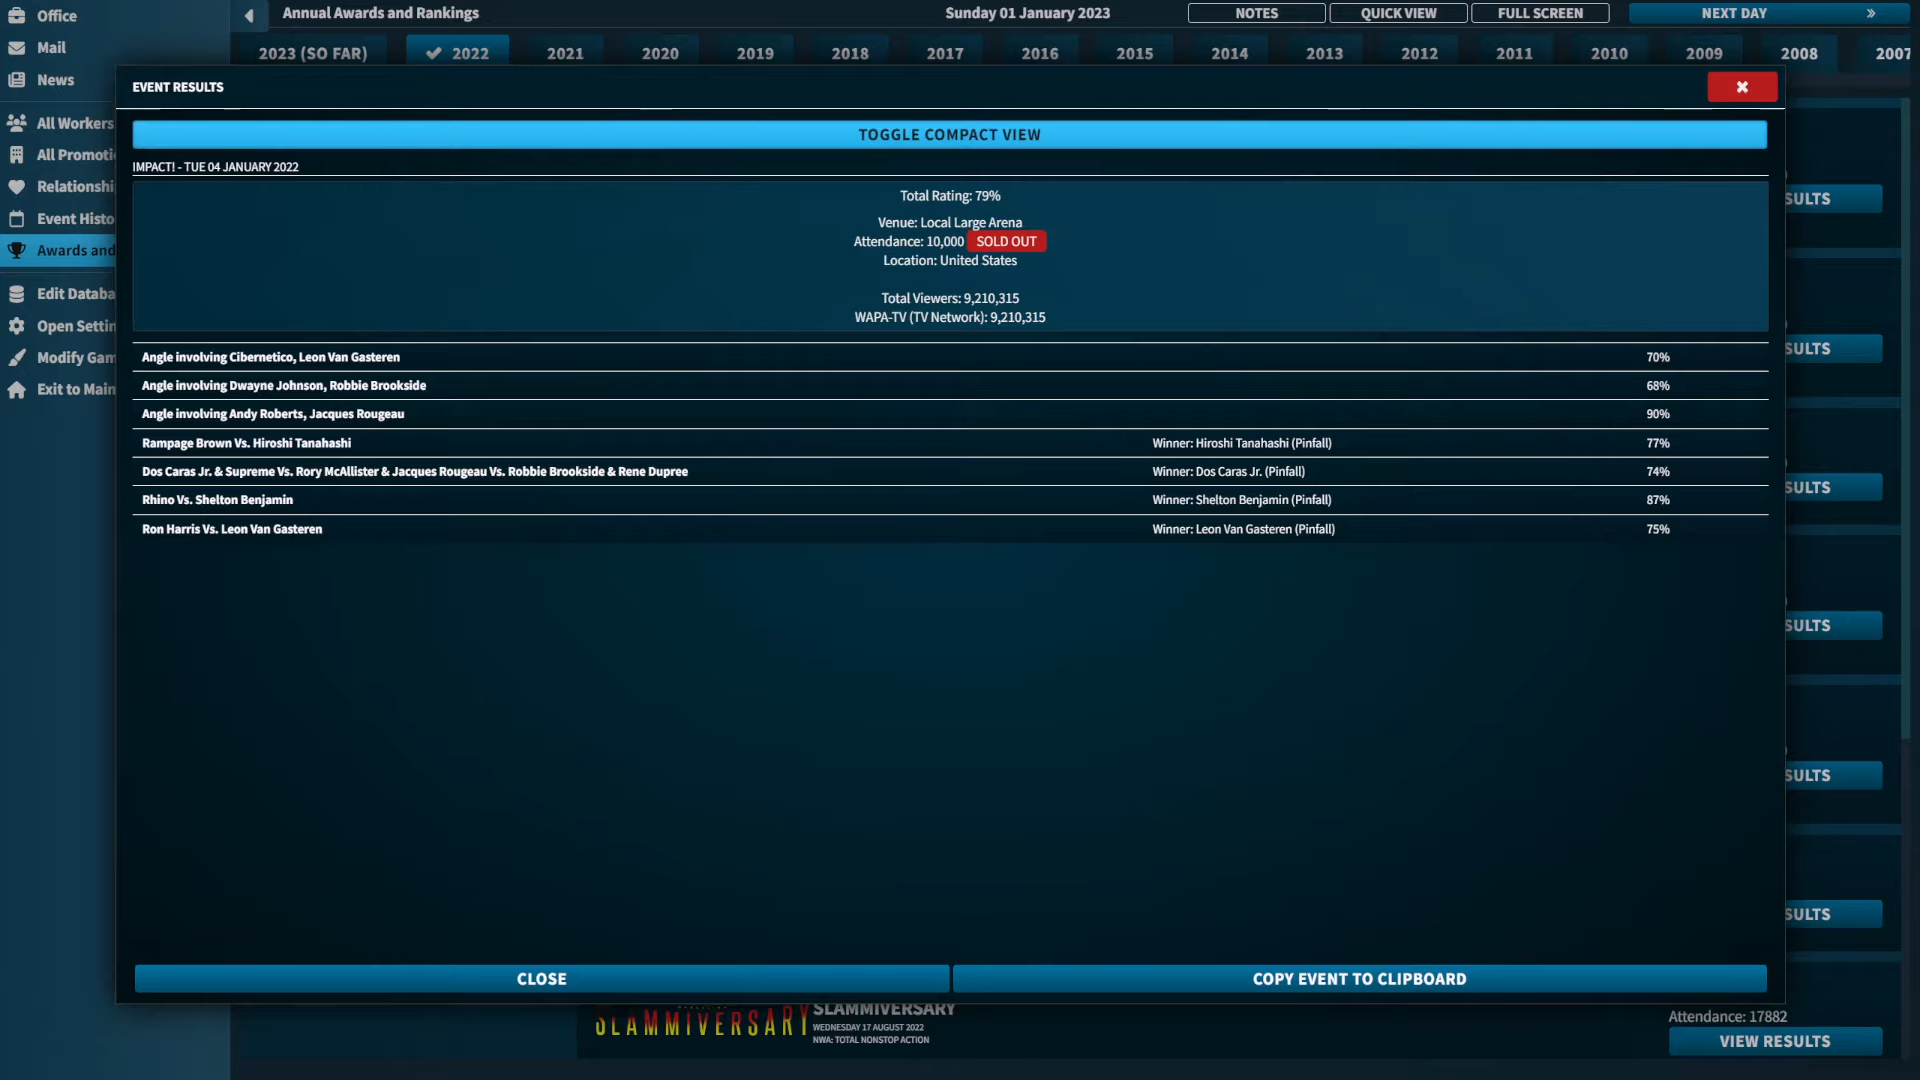 Office
Annual Awards and Rankings
Sunday 01 January 2023
NOTES
QUICK VIEW
FULL SCREEN
NEXT DAY
Mail
2023 (SO FAR)
2022
2021
2020
2019
2018
2017
2016
2015
2014
2013
2012
2011
2010
2009
2008
2007
News
EVENT RESULTS
All Workers
TOGGLE COMPACT VIEW
All Promoti
IMPACT! - TUE 04 JANUARY 2022
Relationshi
Total Rating: 79%
SULTS
Event Histo
Venue: Local Large Arena
Attendance: 10,000 SOLD OUT
Awards and
Location: United States
Edit Databa
Total Viewers: 9,210,315
WAPA-TV (TV Network): 9,210,315
Open Settin
SULTS
Modify Gam
Angle involving Cibernetico, Leon Van Gasteren 70%
Exit to Main
Angle involving Dwayne Johnson, Robbie Brookside 68%
Angle involving Andy Roberts, Jacques Rougeau 90%
Rampage Brown Vs. Hiroshi Tanahashi Winner: Hiroshi Tanahashi (Pinfall) 77%
Dos Caras Jr. & Supreme Vs. Rory McAllister & Jacques Rougeau Vs. Robbie Brookside & Rene Dupree Winner: Dos Caras Jr. (Pinfall) 74%
SULTS
Rhino Vs. Shelton Benjamin Winner: Shelton Benjamin (Pinfall) 87%
Ron Harris Vs. Leon Van Gasteren Winner: Leon Van Gasteren (Pinfall) 75%
SULTS
SULTS
SULTS
CLOSE
COPY EVENT TO CLIPBOARD
SLAMMIVERSARY
SLAMMIVERSARY
WEDNESDAY 17 AUGUST 2022
NWA: TOTAL NONSTOP ACTION
Attendance: 17882
VIEW RESULTS